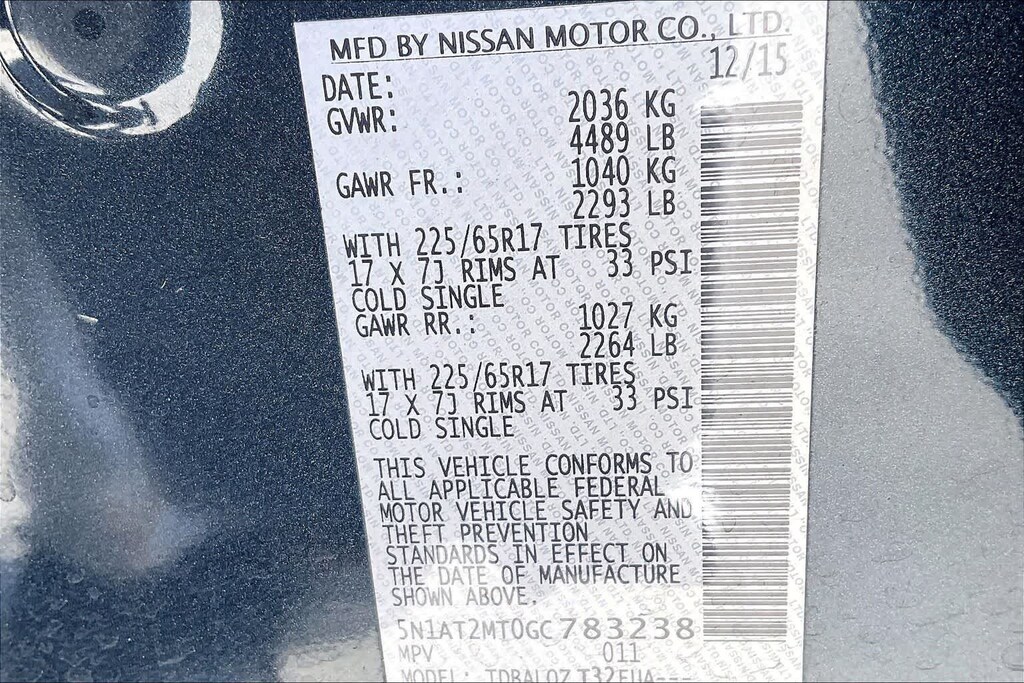 MFD BY NISSAN MOTOR CO., LTD.
DATE: 12/15
GVWR: 2036 KG
4489 LB
GAWR FR.: 1040 KG
2293 LB
WITH 225/65R17 TIRES
17 X 7J RIMS AT 33 PSI
COLD SINGLE
GAWR RR.: 1027 KG
2264 LB
WITH 225/65R17 TIRES
17 X 7J RIMS AT 33 PSI
COLD SINGLE
THIS VEHICLE CONFORMS TO
ALL APPLICABLE FEDERAL
MOTOR VEHICLE SAFETY AND
THEFT PREVENTION
STANDARDS IN EFFECT ON
THE DATE OF MANUFACTURE
SHOWN ABOVE.
5N1AT2MT0GC783238
MPV 011
MODEL: